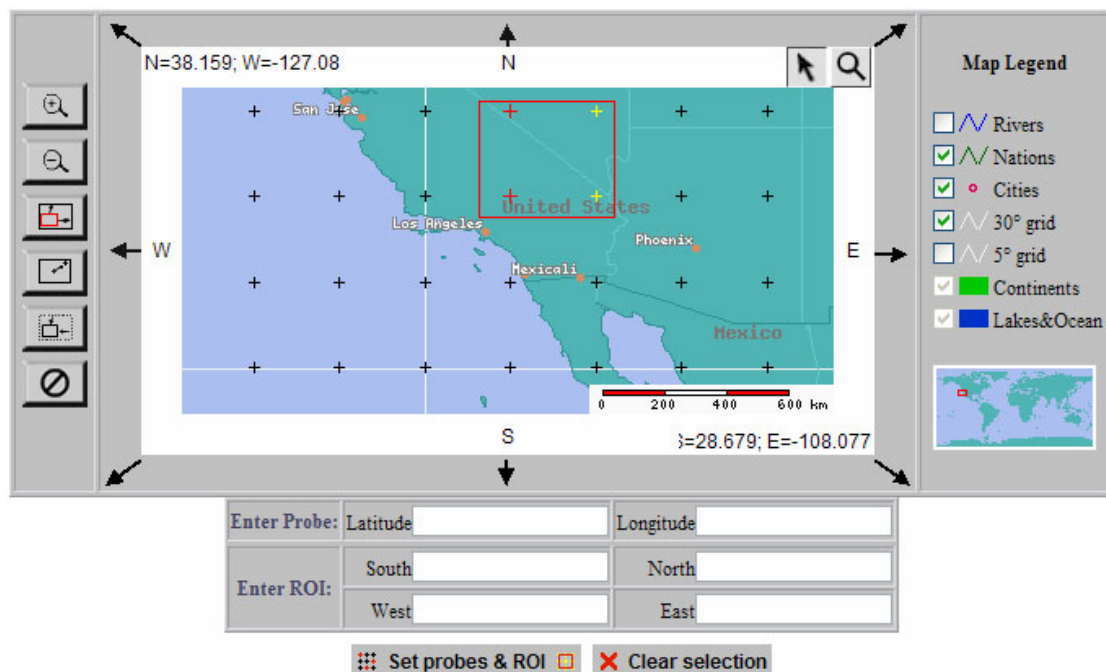 N=38.159; W=-127.08
N
Map Legend
San Jose
Rivers
Nations
Cities
30° grid
5° grid
Continents
Lakes&Ocean
United States
Los Angeles
Phoenix
W
E
Mexicali
Mexico
0 200 400 600 km
S
S=28.679; E=-108.077
Enter Probe: Latitude Longitude
Enter ROI:
South North
West East
Set probes & ROI
Clear selection